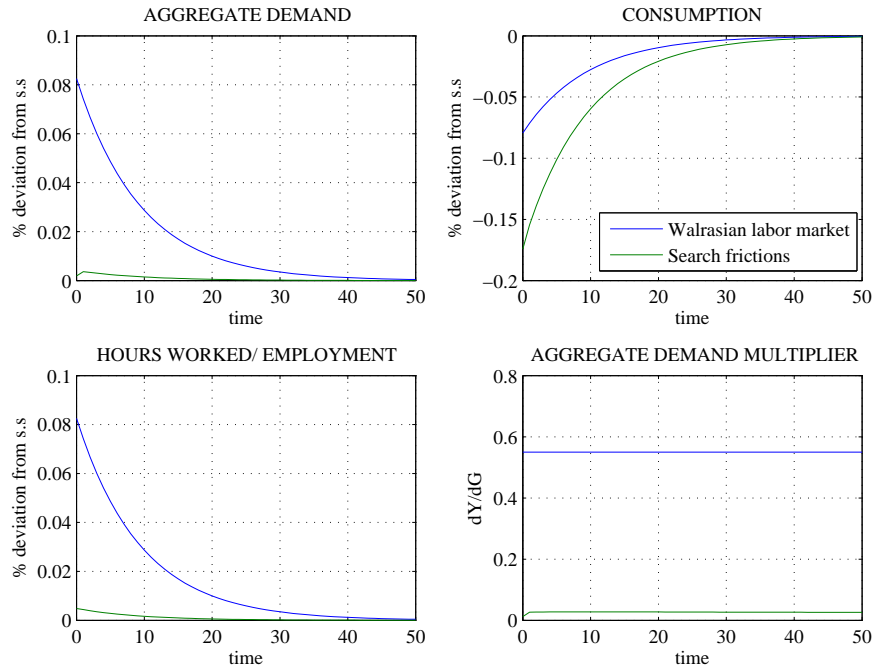 AGGREGATE DEMAND
% deviation from s.s
0.1
0.08
0.06
0.04
0.02
0
0 10 20 30 40 50
time
CONSUMPTION
% deviation from s.s
0
−0.05
−0.1
−0.15
−0.2
Walrasian labor market
Search frictions
0 10 20 30 40 50
time
HOURS WORKED/ EMPLOYMENT
% deviation from s.s
0.1
0.08
0.06
0.04
0.02
0
0 10 20 30 40 50
time
AGGREGATE DEMAND MULTIPLIER
dY/dG
0.8
0.6
0.4
0.2
0
0 10 20 30 40 50
time